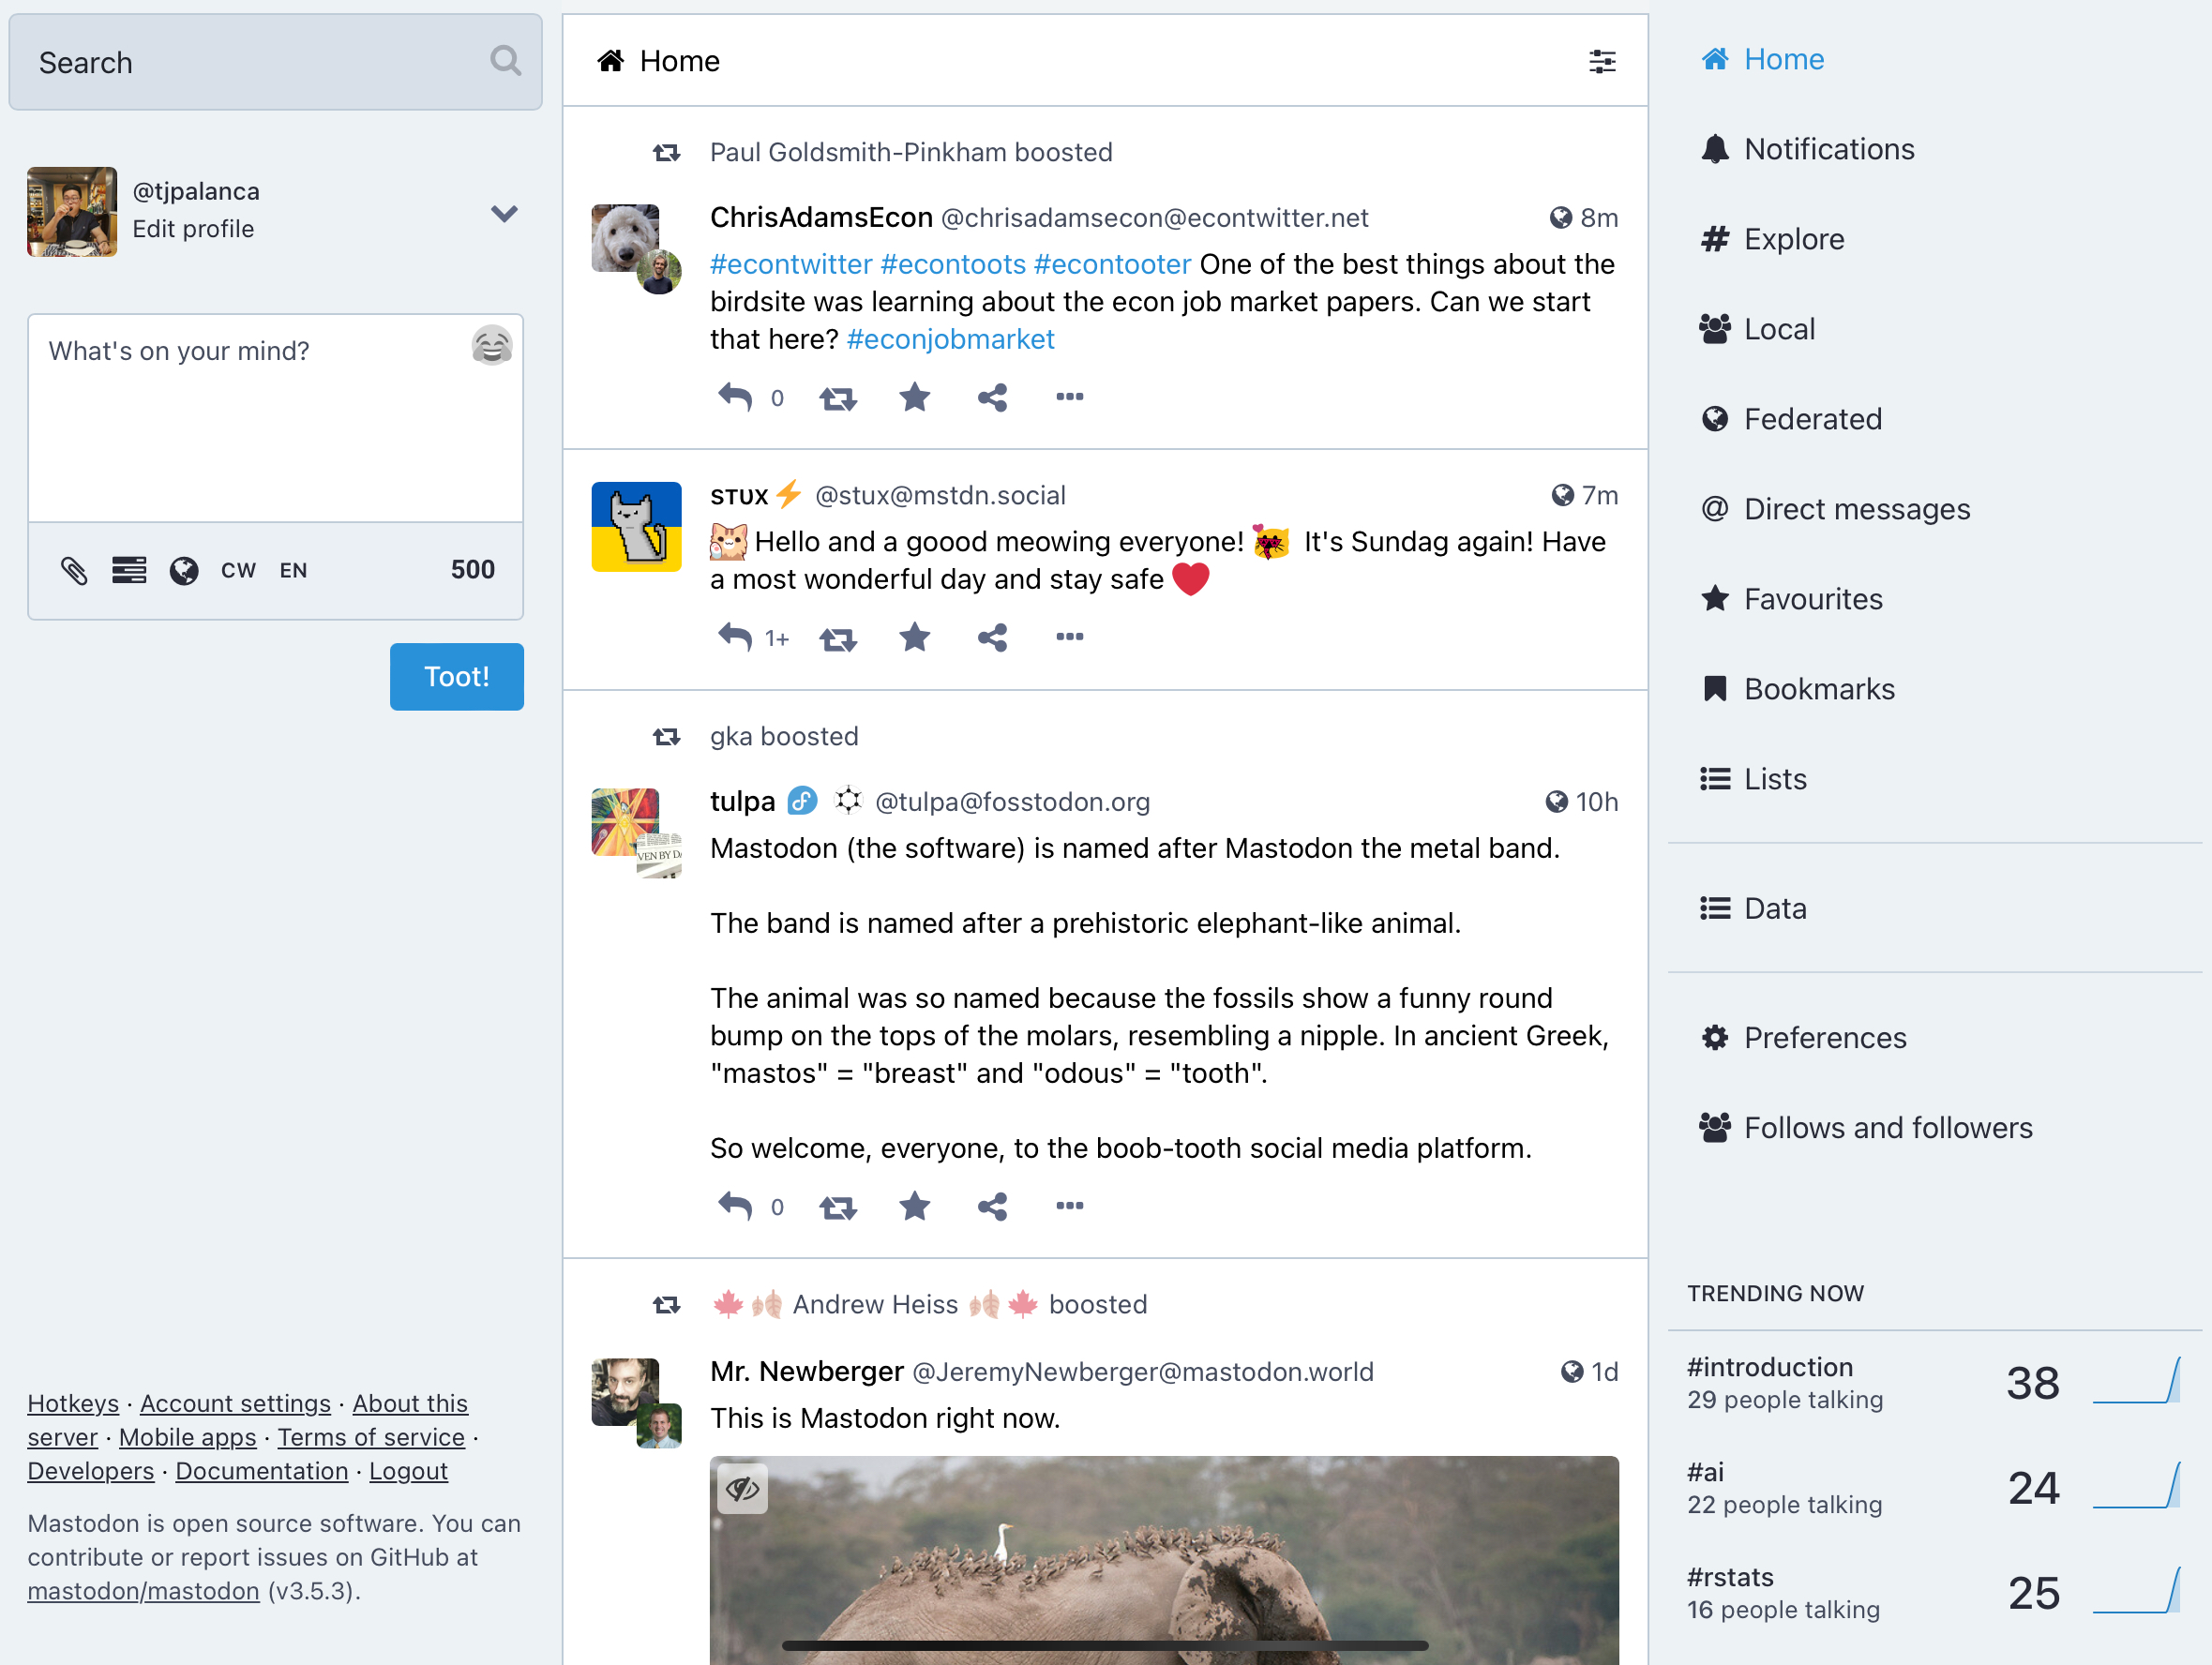 Search
@tjpalanca
Edit profile
What's on your mind?
CW EN 500
Toot!
Hotkeys · Account settings · About this
server · Mobile apps · Terms of service ·
Developers · Documentation · Logout
Mastodon is open source software. You can
contribute or report issues on GitHub at
mastodon/mastodon (v3.5.3).
Home
Paul Goldsmith-Pinkham boosted
ChrisAdamsEcon @chrisadamsecon@econtwitter.net 8m
#econtwitter #econtoots #econtooter One of the best things about the
birdsite was learning about the econ job market papers. Can we start
that here? #econjobmarket
0
sтυx⚡ @stux@mstdn.social 7m
Hello and a goood meowing everyone! It's Sundag again! Have
a most wonderful day and stay safe ❤️
1+
gka boosted
tulpa @tulpa@fosstodon.org 10h
VEN BY DA
Mastodon (the software) is named after Mastodon the metal band.
The band is named after a prehistoric elephant-like animal.
The animal was so named because the fossils show a funny round
bump on the tops of the molars, resembling a nipple. In ancient Greek,
"mastos" = "breast" and "odous" = "tooth".
So welcome, everyone, to the boob-tooth social media platform.
0
🍁🍂 Andrew Heiss 🍂🍁 boosted
Mr. Newberger @JeremyNewberger@mastodon.world 1d
This is Mastodon right now.
Home
Notifications
Explore
Local
Federated
Direct messages
Favourites
Bookmarks
Lists
Data
Preferences
Follows and followers
TRENDING NOW
#introduction
29 people talking
38
#ai
22 people talking
24
#rstats
16 people talking
25